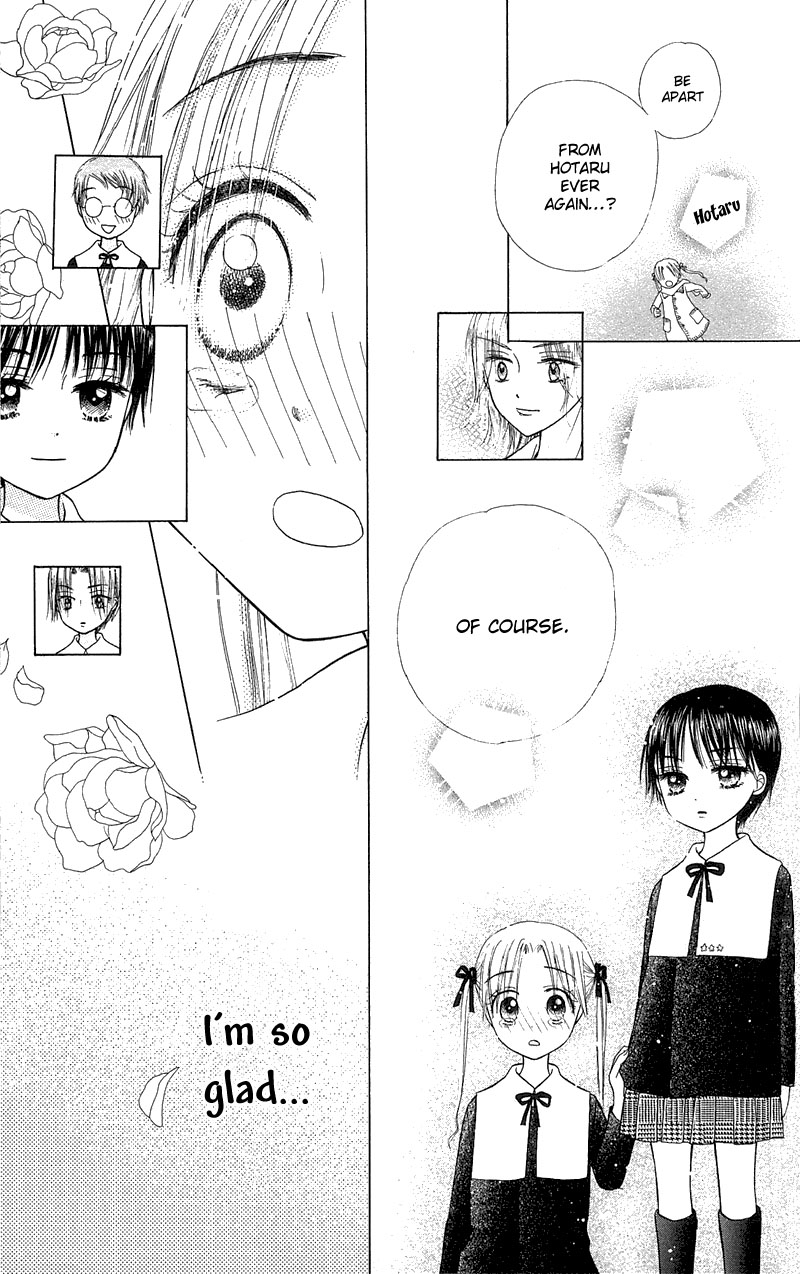 BE
APART
FROM
HOTARU
EVER
AGAIN...?
Hotaru
OF COURSE.
I'm so
glad...